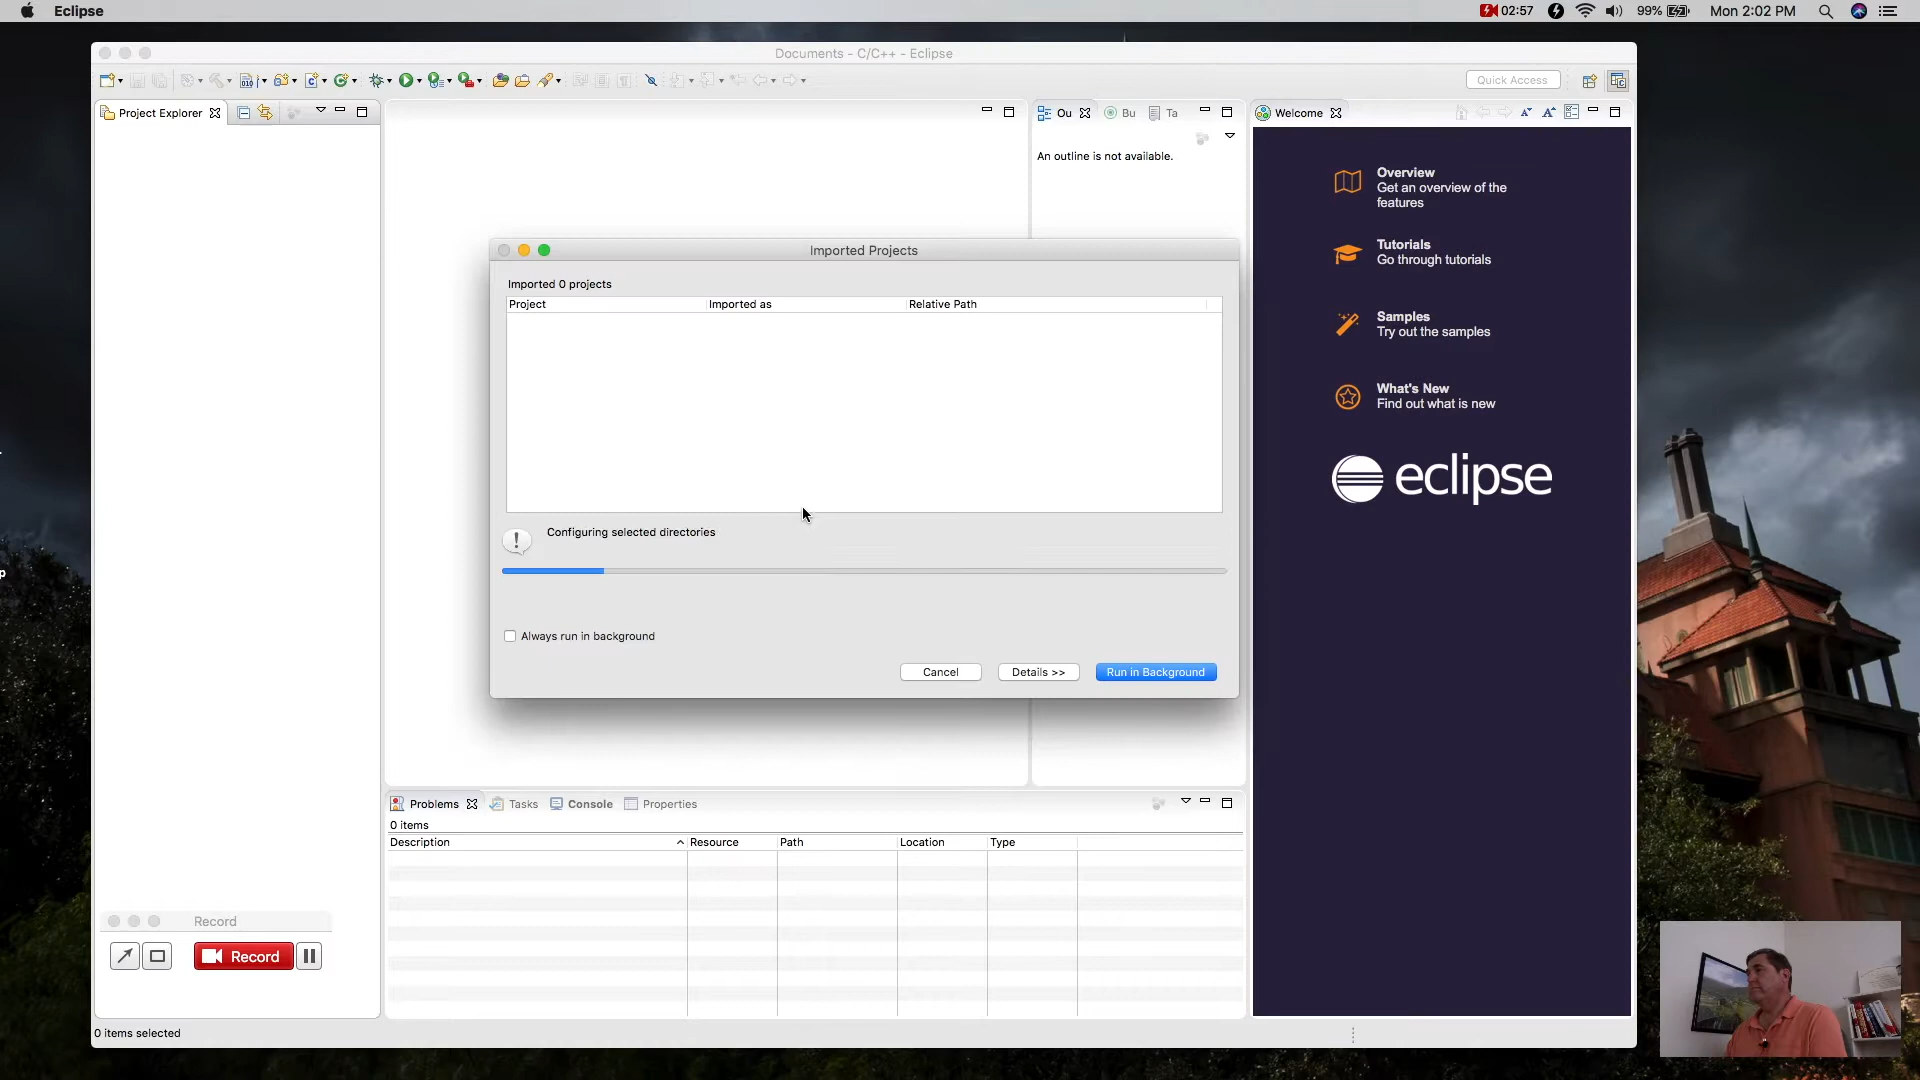 Eclipse
02:57
99%
Mon 2:02 PM
Documents - C/C++ - Eclipse
Quick Access
Project Explorer
Ou
Bu
Ta
Welcome
An outline is not available.
Overview
Get an overview of the
features
Tutorials
Go through tutorials
Samples
Try out the samples
What's New
Find out what is new
eclipse
Imported Projects
Imported 0 projects
Project Imported as Relative Path
Configuring selected directories
Always run in background
Cancel
Details >>
Run in Background
Problems
Tasks
Console
Properties
0 items
Description Resource Path Location Type
Record
Record
0 items selected